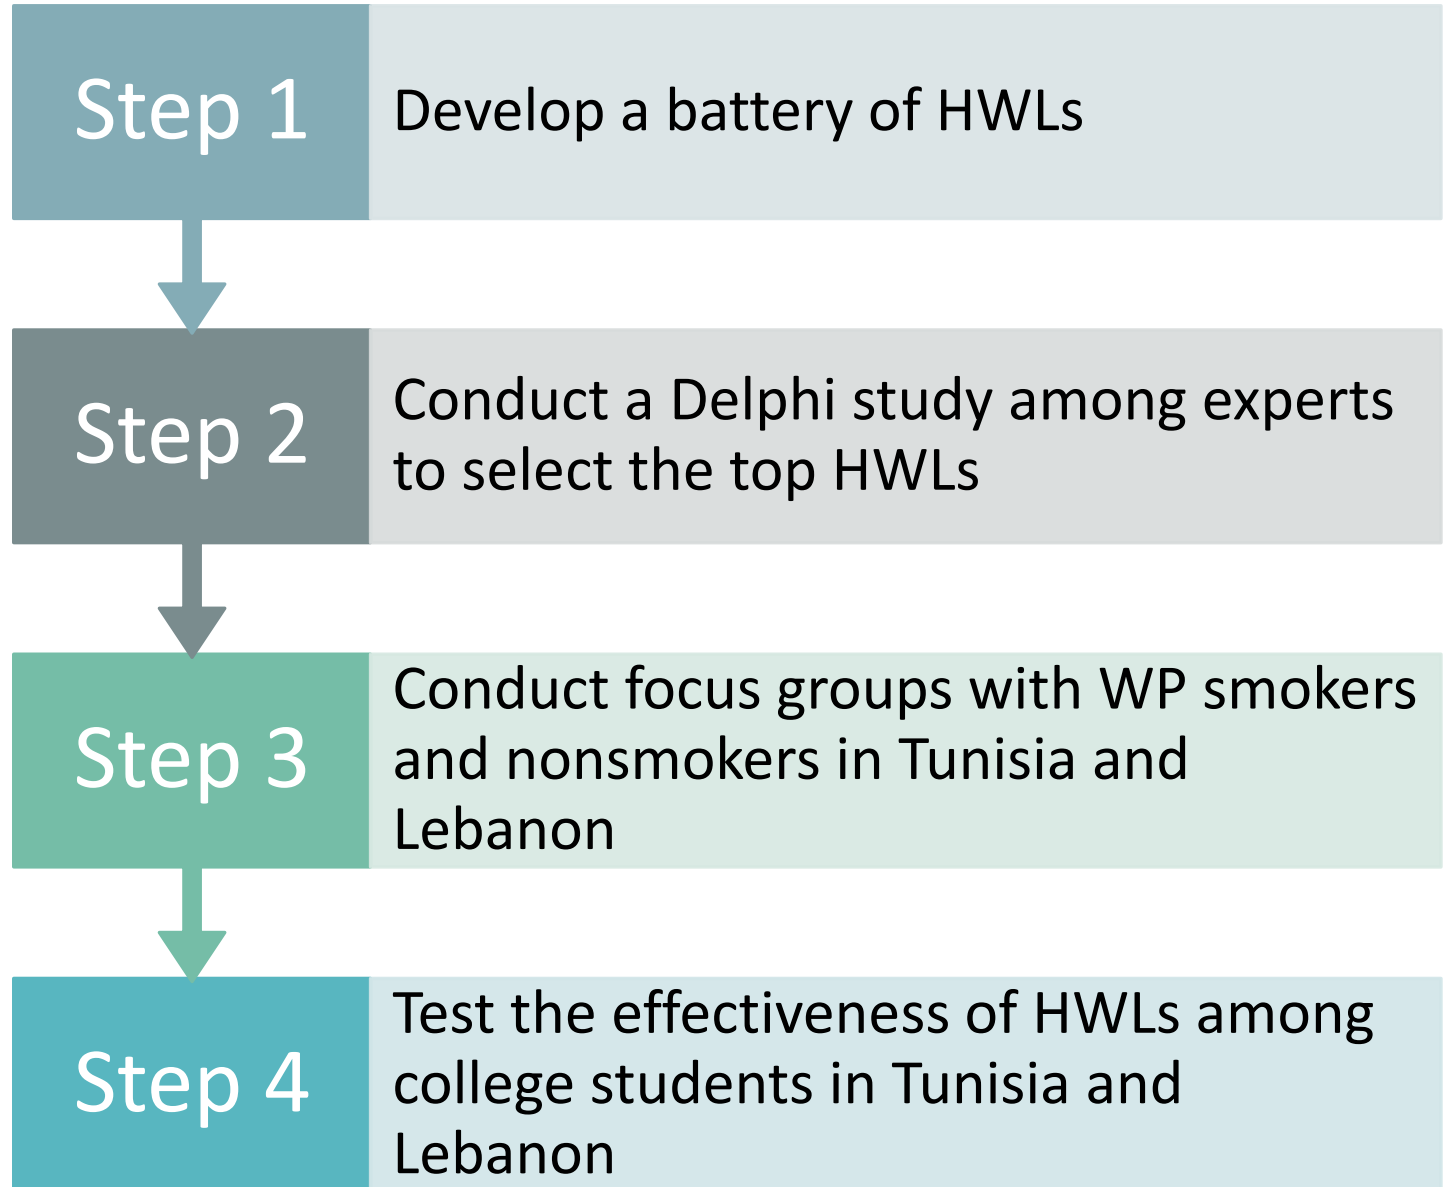 Step 1
Develop a battery of HWLs
Step 2
Conduct a Delphi study among experts
to select the top HWLs
Step 3
Conduct focus groups with WP smokers
and nonsmokers in Tunisia and
Lebanon
Step 4
Test the effectiveness of HWLs among
college students in Tunisia and
Lebanon